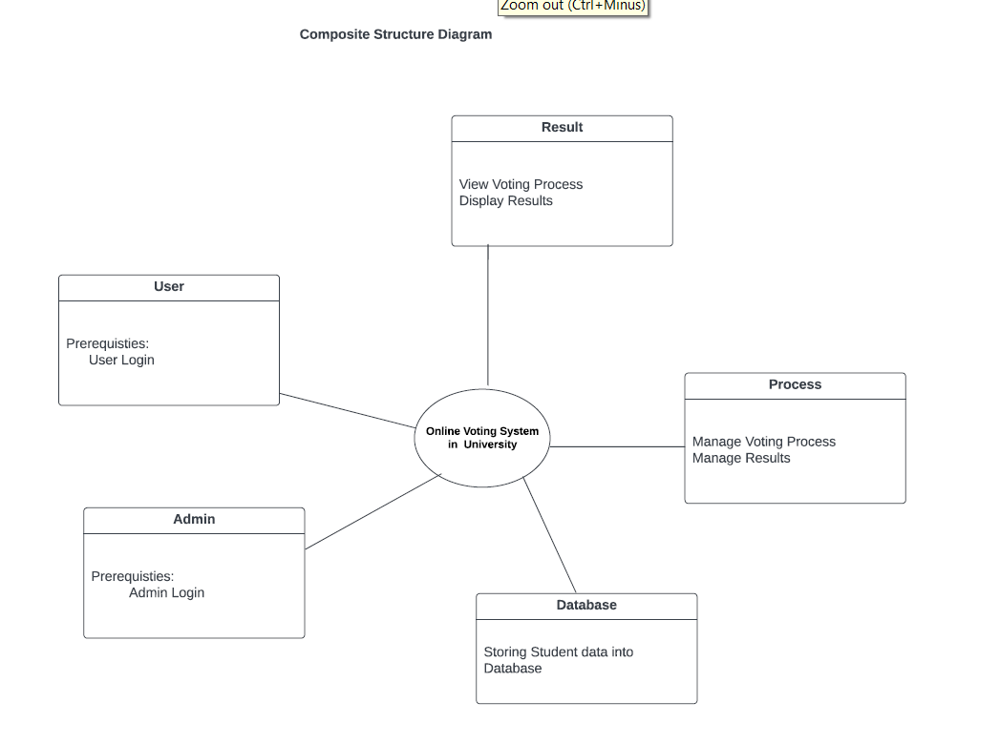 Zoom out (Ctrl+Minus)
Composite Structure Diagram
Result
View Voting Process
Display Results
User
Prerequisties:
User Login
Process
Manage Voting Process
Manage Results
Online Voting System
in University
Admin
Prerequisties:
Admin Login
Database
Storing Student data into
Database